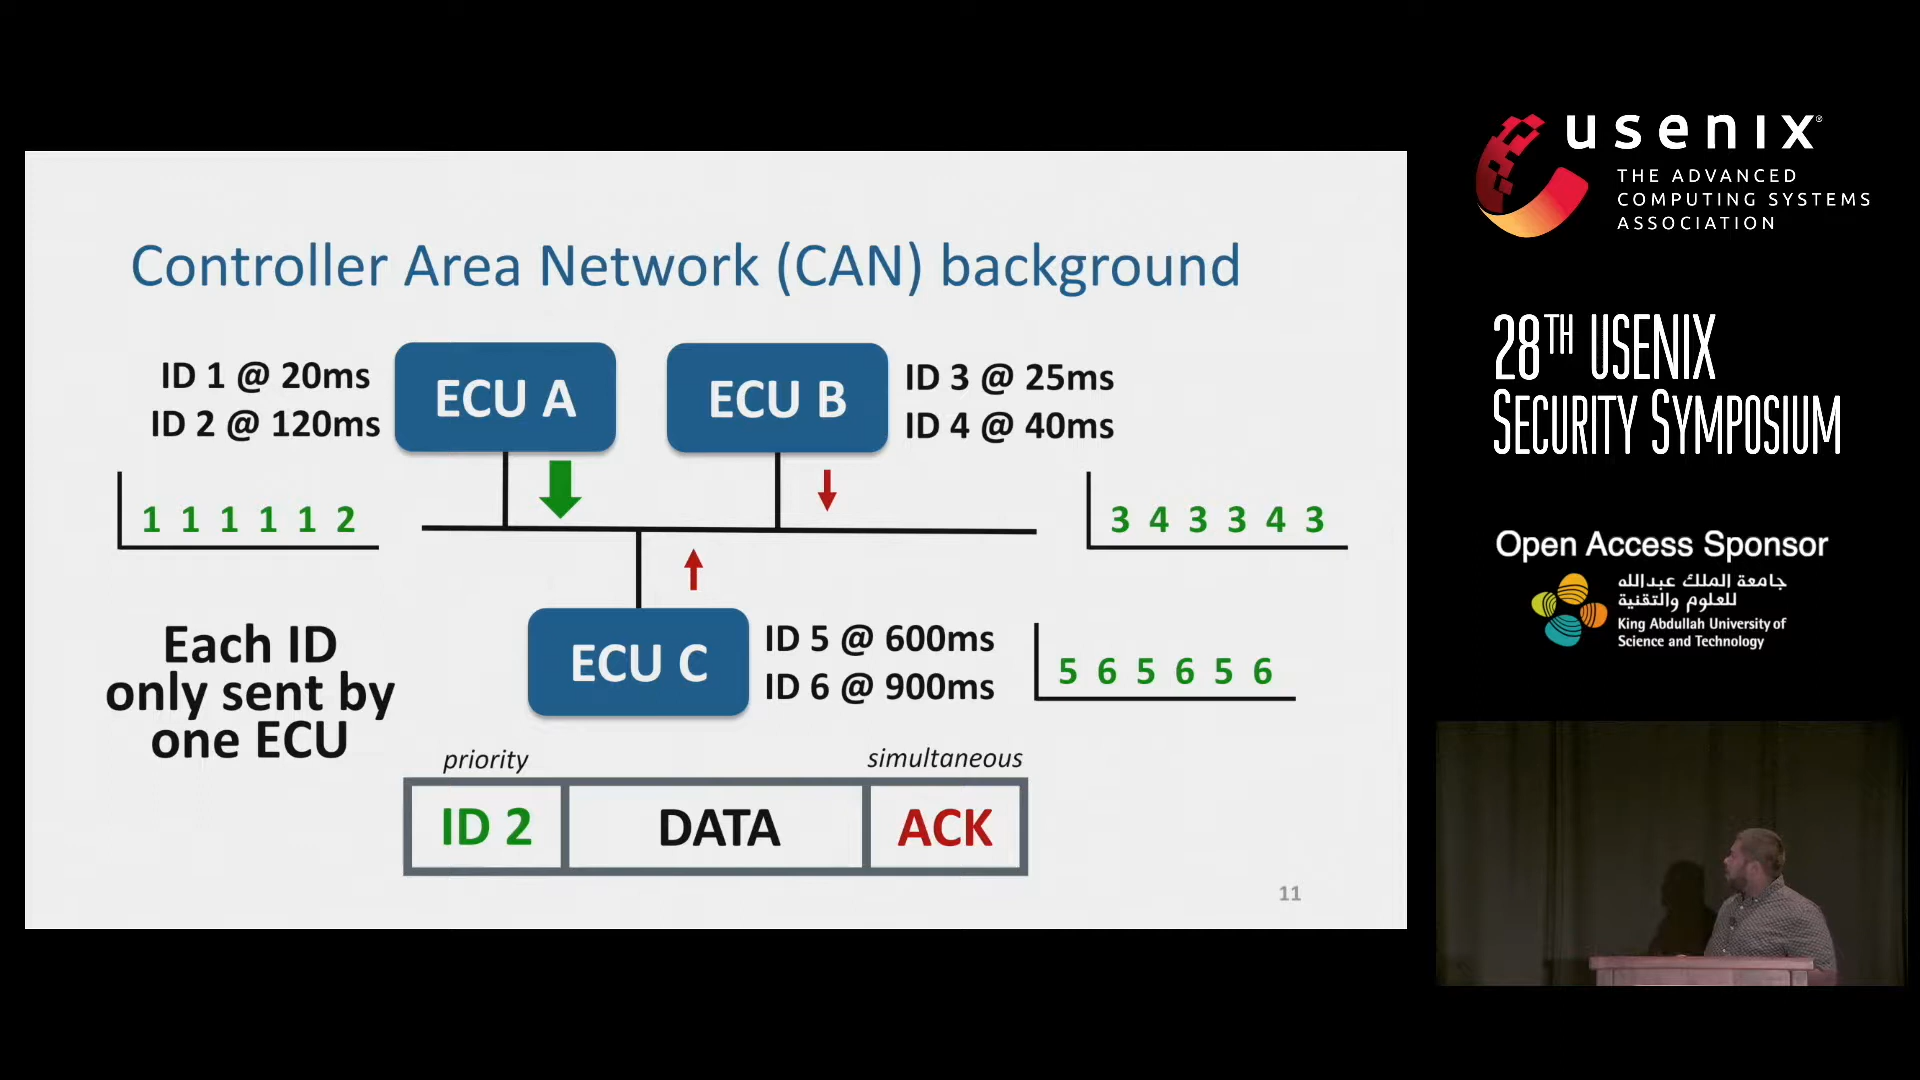 Controller Area Network (CAN) background
ID 1 @ 20ms
ID 2 @ 120ms
ECU A
ECU B
ID 3 @ 25ms
ID 4 @ 40ms
1 1 1 1 1 2
3 4 3 3 4 3
Each ID
only sent by
one ECU
ECU C
ID 5 @ 600ms
ID 6 @ 900ms
5 6 5 6 5 6
priority
simultaneous
ID 2
DATA
ACK
11
usenix®
THE ADVANCED
COMPUTING SYSTEMS
ASSOCIATION
28TH USENIX
SECURITY SYMPOSIUM
Open Access Sponsor
جامعة الملك عبدالله
للعلوم والتقنية
King Abdullah University of
Science and Technology